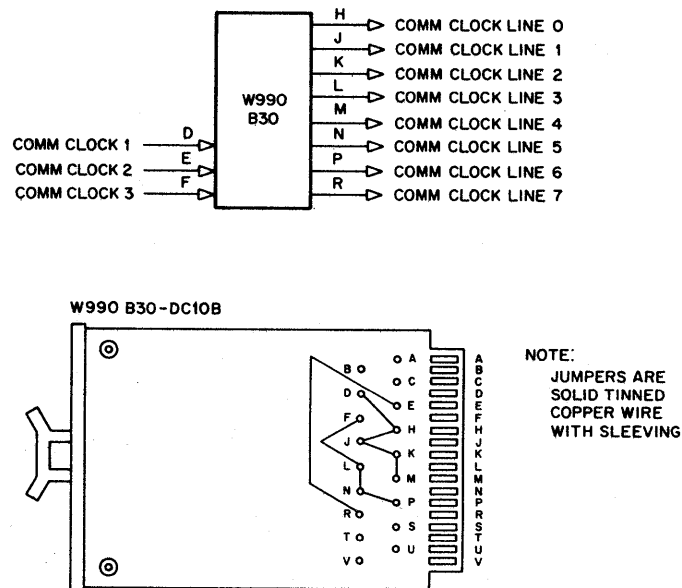 H
COMM CLOCK LINE 0
J
COMM CLOCK LINE 1
K
COMM CLOCK LINE 2
L
COMM CLOCK LINE 3
M
COMM CLOCK LINE 4
N
COMM CLOCK LINE 5
P
COMM CLOCK LINE 6
R
COMM CLOCK LINE 7
W990
B30
D
COMM CLOCK 1
E
COMM CLOCK 2
F
COMM CLOCK 3
W990 B30-DC10B
A
B
C
D
E
F
H
J
K
L
M
N
P
R
S
T
U
V
A
B
C
D
E
F
H
J
K
L
M
N
P
R
S
T
U
V
NOTE:
JUMPERS ARE
SOLID TINNED
COPPER WIRE
WITH SLEEVING